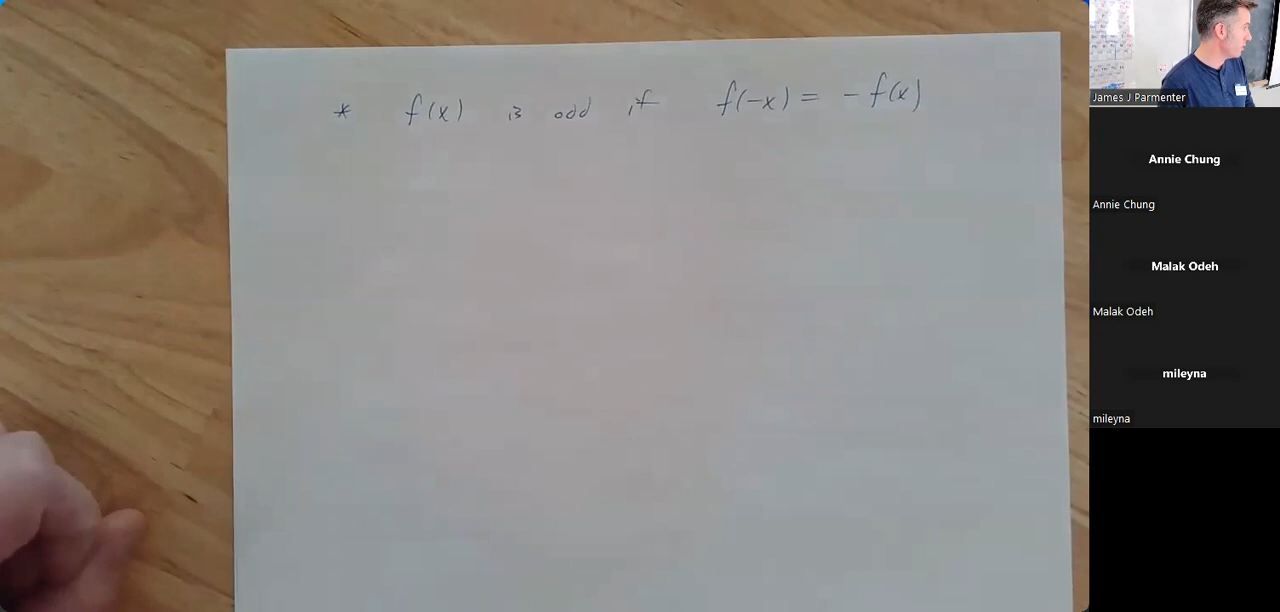 * f(x) is odd if f(-x) = - f(x)
James J Parmenter
Annie Chung
Annie Chung
Malak Odeh
Malak Odeh
mileyna
mileyna